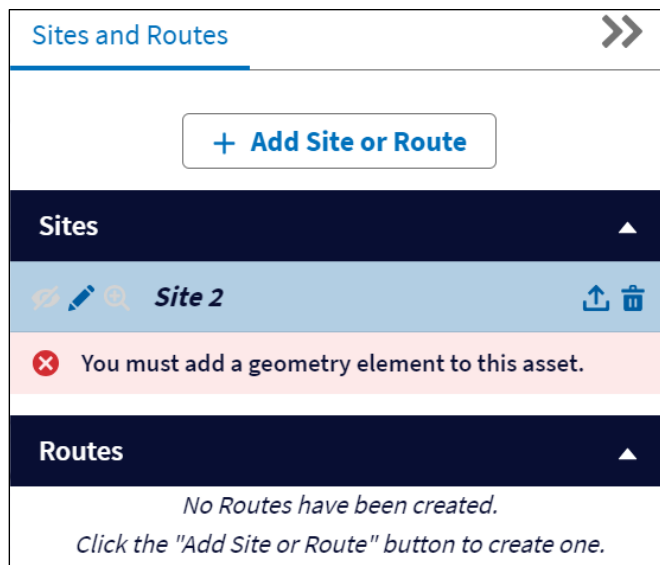 Sites and Routes
+ Add Site or Route
Sites
Site 2
You must add a geometry element to this asset.
Routes
No Routes have been created.
Click the "Add Site or Route" button to create one.